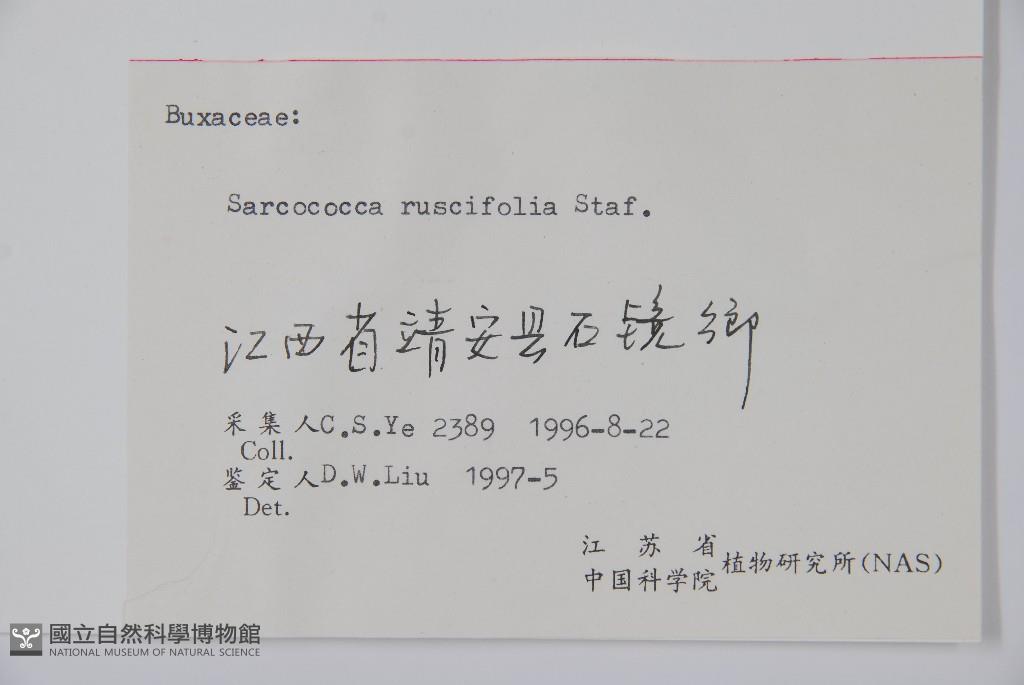 Buxaceae:
Sarcococca ruscifolia Staf.
江西省靖安县石镜鄉
采集人C.S.Ye 2389 1996-8-22
Coll.
鉴定人D.W.Liu 1997-5
Det.
江苏省
中国科学院植物研究所(NAS)
國立自然科學博物館
NATIONAL MUSEUM OF NATURAL SCIENCE